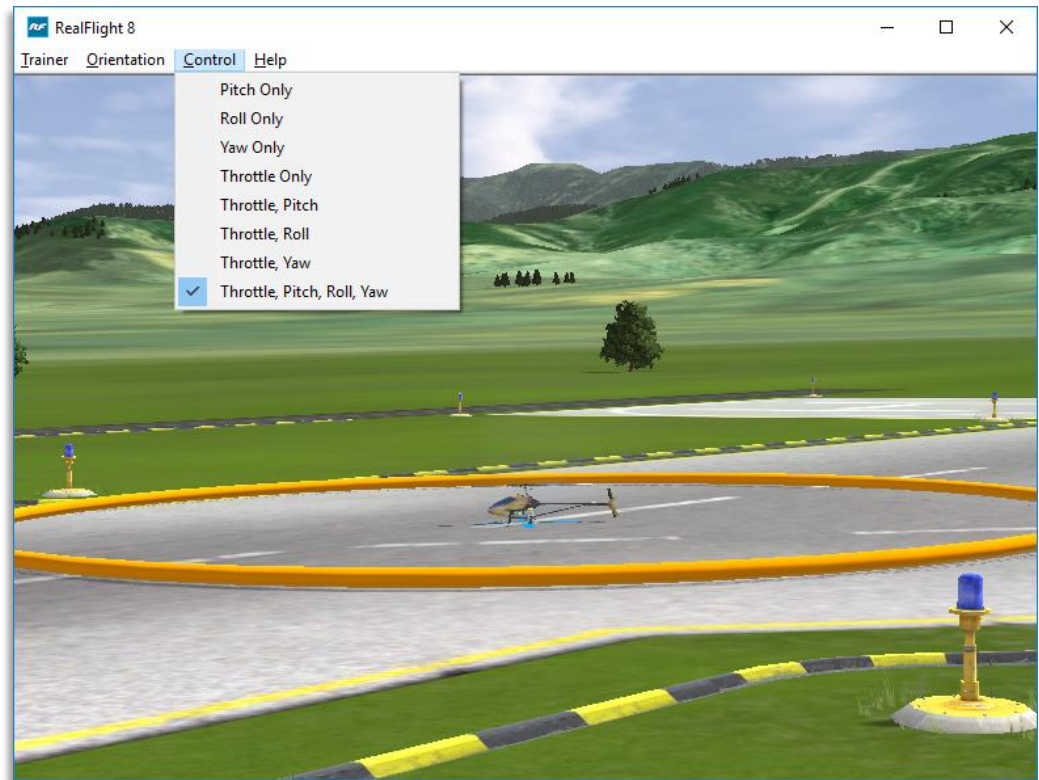 RF RealFlight 8
Trainer Orientation Control Help
Pitch Only
Roll Only
Yaw Only
Throttle Only
Throttle, Pitch
Throttle, Roll
Throttle, Yaw
Throttle, Pitch, Roll, Yaw